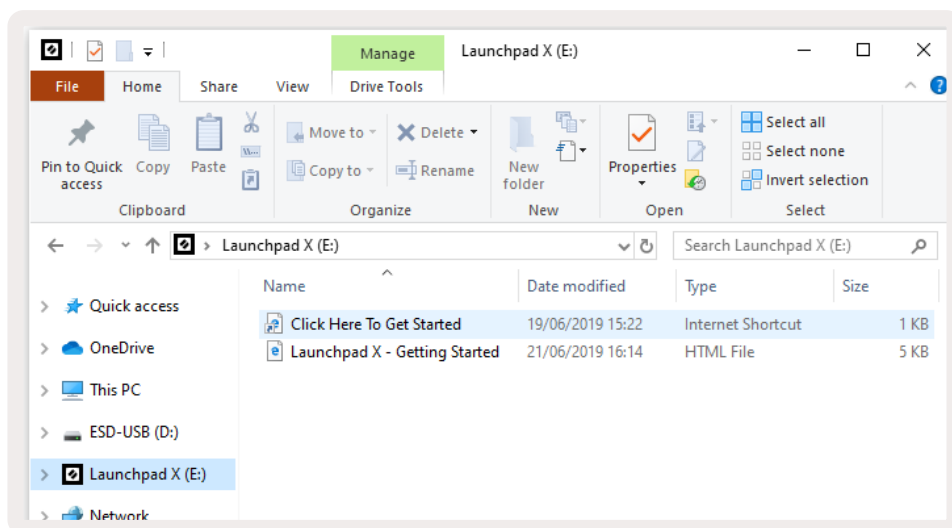 Manage Launchpad X (E:)
File Home Share View Drive Tools ?
Pin to Quick access Copy Paste Move to Copy to Delete Rename New folder Properties Select all Select none Invert selection
Clipboard Organize New Open Select
Launchpad X (E:) Search Launchpad X (E:)
Name Date modified Type Size
Quick access
Click Here To Get Started 19/06/2019 15:22 Internet Shortcut 1 KB
OneDrive
Launchpad X - Getting Started 21/06/2019 16:14 HTML File 5 KB
This PC
ESD-USB (D:)
Launchpad X (E:)
Network